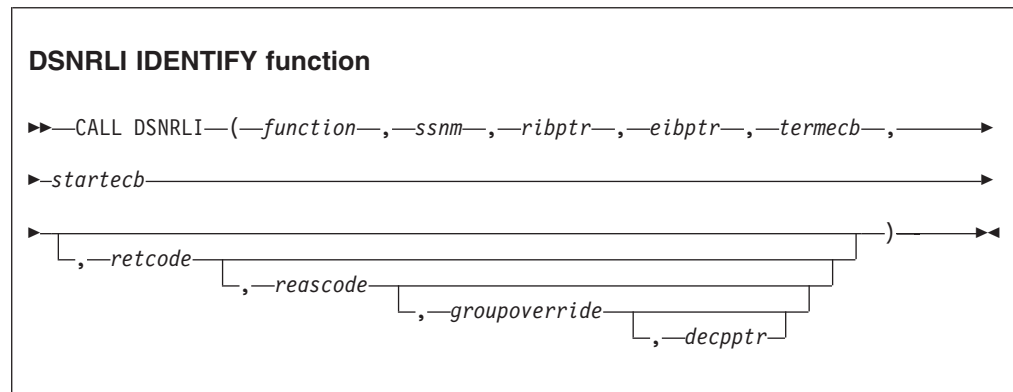 DSNRLI IDENTIFY function
CALL DSNRLI ( function , ssnm , ribptr , eibptr , termecb ,
startecb
)
, retcode
, reascode
, groupoverride
, decpptr